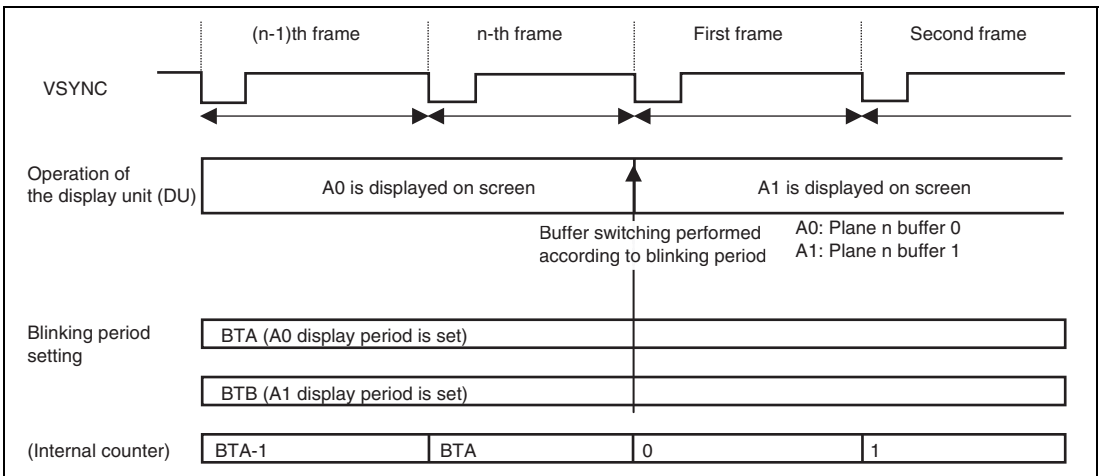 (n-1)th frame
n-th frame
First frame
Second frame
VSYNC
Operation of
the display unit (DU)
A0 is displayed on screen
A1 is displayed on screen
Buffer switching performed
according to blinking period
A0: Plane n buffer 0
A1: Plane n buffer 1
Blinking period
setting
BTA (A0 display period is set)
BTB (A1 display period is set)
(Internal counter)
BTA-1
BTA
0
1